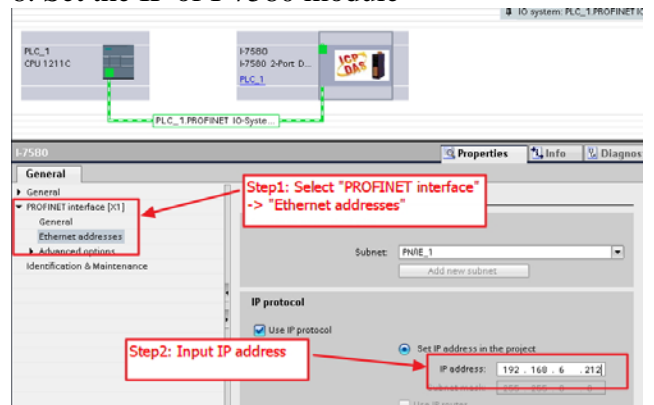 IO system: PLC_1.PROFINET IO
PLC_1
CPU 1211C
I-7580
I-7580 2-Port D...
PLC_1
ICP
DAS
PLC_1.PROFINET IO-Syste...
I-7580
Properties
Info
Diagnos
General
General
PROFINET interface [X1]
General
Ethernet addresses
Advanced options
Identification & Maintenance
Step1: Select "PROFINET interface"
-> "Ethernet addresses"
Subnet: PN/IE_1
Add new subnet
IP protocol
Use IP protocol
Set IP address in the project
Step2: Input IP address
IP address: 192 . 168 . 6 . 212